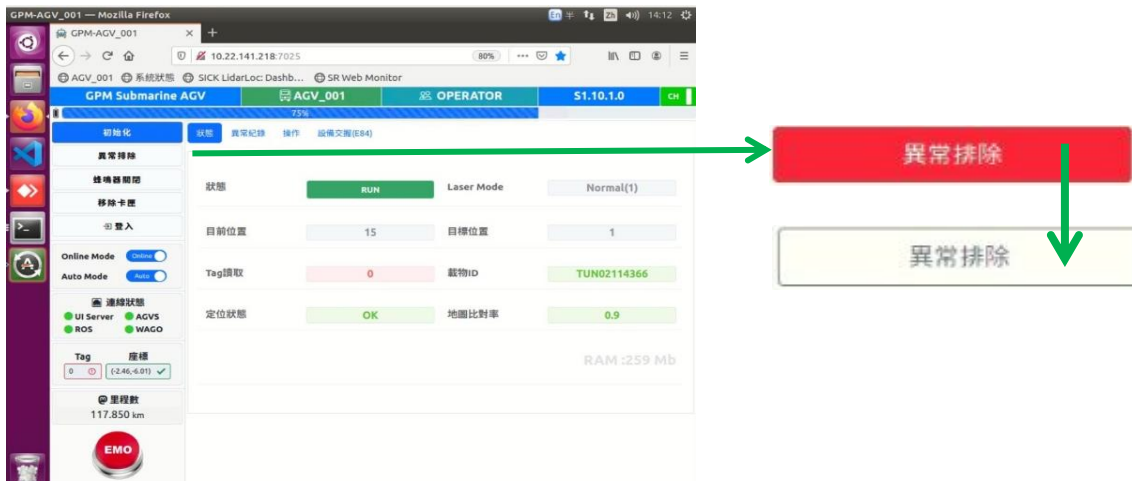 GPM-AGV_001 — Mozilla Firefox
En
Zh
14:12
GPM-AGV_001
10.22.141.218:7025
80%
AGV_001
系統狀態
SICK LidarLoc: Dashb...
SR Web Monitor
GPM Submarine AGV
AGV_001
OPERATOR
S1.10.1.0
CH
75%
初始化
狀態
異常紀錄
操作
設備交握(E84)
異常排除
蜂鳴器關閉
移除卡匣
登入
狀態
RUN
Laser Mode
Normal(1)
目前位置
15
目標位置
1
Online Mode
Online
Auto Mode
Auto
Tag讀取
0
載物ID
TUN02114366
連線狀態
UI Server
AGVS
ROS
WAGO
定位狀態
OK
地圖比對率
0.9
Tag
座標
0
(-2.46,-6.01)
RAM :259 Mb
里程數
117.850 km
EMO
異常排除
異常排除